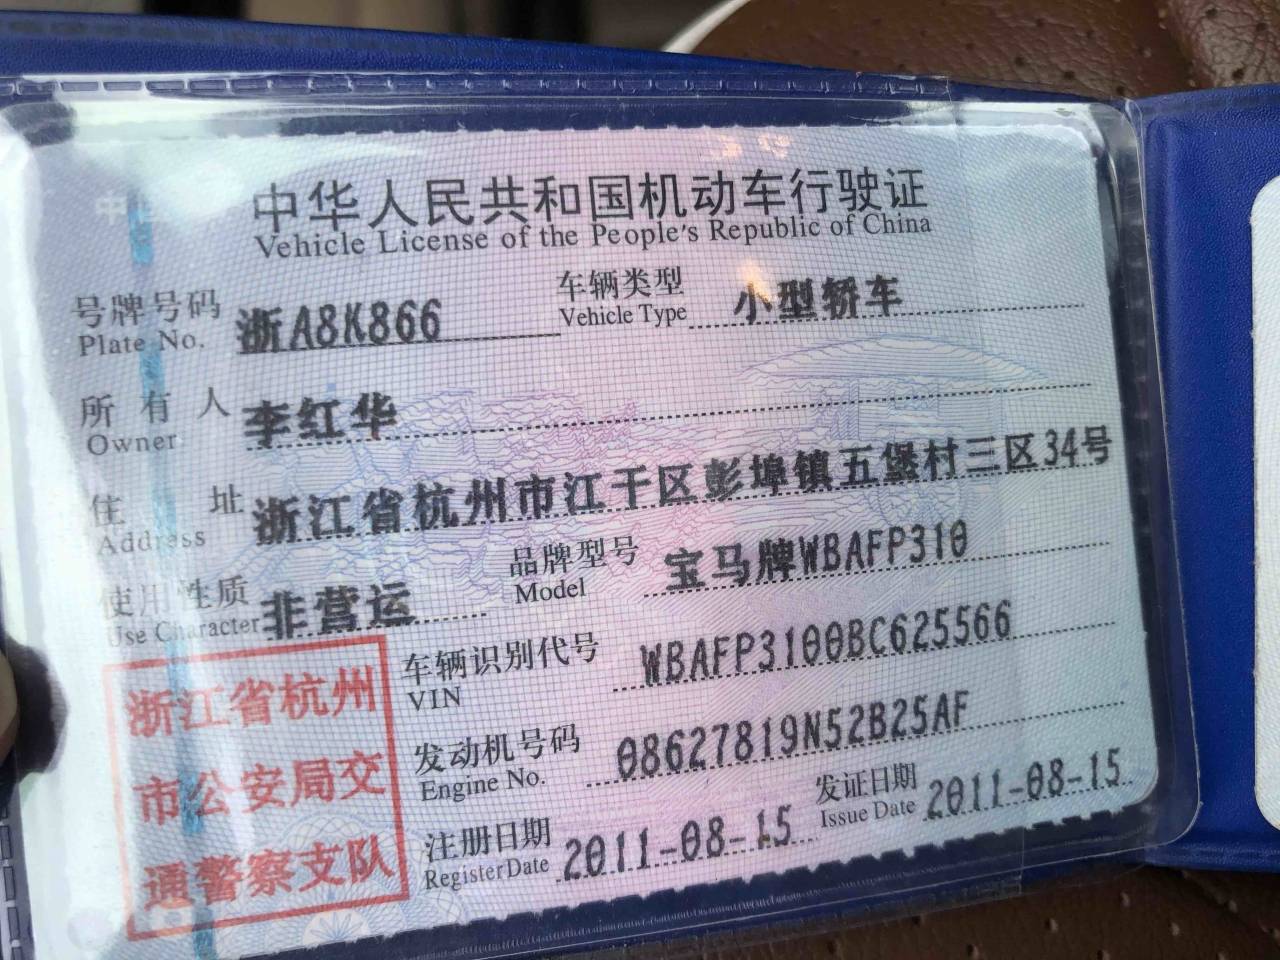 中华人民共和国机动车行驶证
Vehicle License of the People's Republic of China
号牌号码 浙A8K866 车辆类型 小型轿车
Plate No. Vehicle Type
所有人 李红华
Owner
住址 浙江省杭州市江干区彭埠镇五堡村三区34号
Address
使用性质 非营运 品牌型号 宝马牌WBAFP310
Use Character Model
车辆识别代号 WBAFP3100BC625566
VIN
发动机号码 08627819N52B25AF
Engine No.
注册日期 2011-08-15 发证日期 2011-08-15
Register Date Issue Date
浙江省杭州
市公安局交
通警察支队